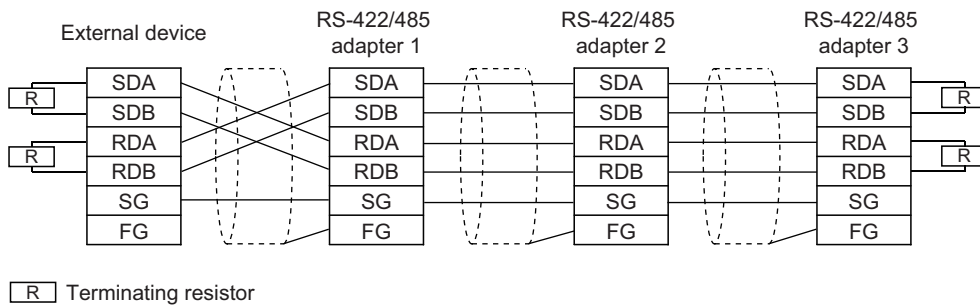 External device
RS-422/485
adapter 1
RS-422/485
adapter 2
RS-422/485
adapter 3
R
R
SDA
SDB
RDA
RDB
SG
FG
SDA
SDB
RDA
RDB
SG
FG
SDA
SDB
RDA
RDB
SG
FG
SDA
SDB
RDA
RDB
SG
FG
R
R
R Terminating resistor